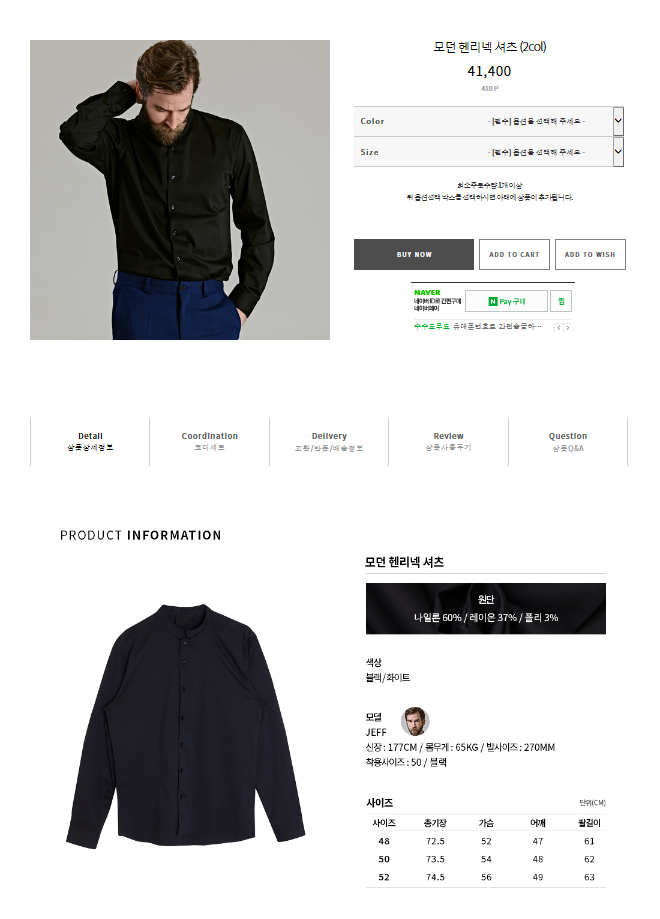 모던 헨리넥 셔츠 (2col)
41,400
410 P
Color
- [필수] 옵션을 선택해 주세요 -
Size
- [필수] 옵션을 선택해 주세요 -
최소주문수량 1개 이상
위 옵션선택 박스를 선택하시면 아래에 상품이 추가됩니다.
BUY NOW
ADD TO CART
ADD TO WISH
NAVER
네이버 ID로 간편구매
네이버페이
N Pay 구매
찜
휴대폰번호로 간편송금하…
Detail
상품상세정보
Coordination
코디세트
Delivery
교환/반품/배송정보
Review
상품사용후기
Question
상품Q&A
PRODUCT INFORMATION
모던 헨리넥 셔츠
원단
나일론 60% / 레이온 37% / 폴리 3%
색상
블랙/화이트
모델
JEFF
신장 : 177CM / 몸무게 : 65KG / 발사이즈 : 270MM
착용사이즈 : 50 / 블랙
사이즈
단위(CM)
사이즈 총기장 가슴 어깨 팔길이
48 72.5 52 47 61
50 73.5 54 48 62
52 74.5 56 49 63